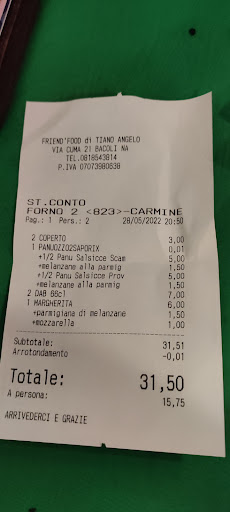 FRIEND'FOOD di TIANO ANGELO
VIA CUMA 21 BACOLI NA
TEL.0818543814
P.IVA 07073980638
ST.CONTO
FORNO 2 <823>-CARMINE
Pag.: 1 Pers.: 2 28/05/2022 20:50
2 COPERTO 3,00
1 PANUOZZO2SAPORIX 0,01
+1/2 Panu Salsicce Scam 5,00
+melanzane alla parmig 1,50
+1/2 Panu Salsicce Prov 5,00
+melanzane alla parmig 1,50
2 DAB 66cl 7,00
1 MARGHERITA 6,00
+parmigiana di melanzane 1,50
+mozzarella 1,00
Subtotale: 31,51
Arrotondamento -0,01
Totale: 31,50
A persona: 15,75
ARRIVEDERCI E GRAZIE